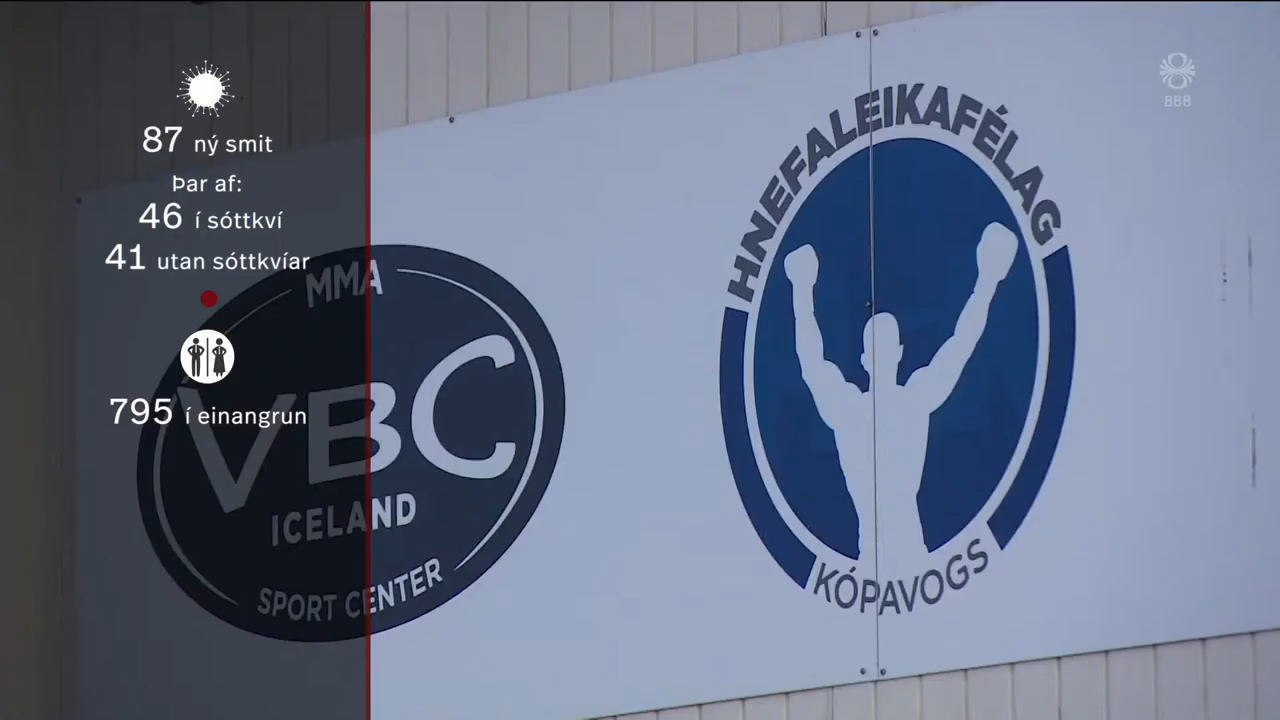 87 ný smit
Þar af:
46 í sóttkví
41 utan sóttkvíar
795 í einangrun
MMA
VBC
ICELAND
SPORT CENTER
HNEFALEIKAFÉLAG
KÓPAVOGS
888